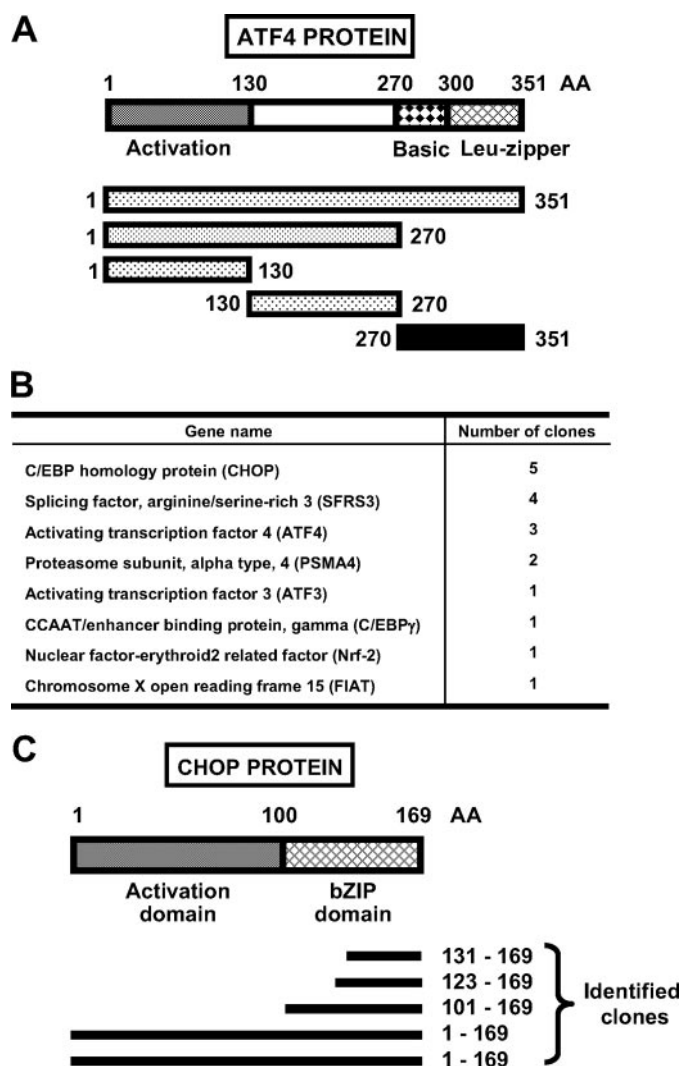 A
ATF4 PROTEIN
1 130 270 300 351 AA
Activation Basic Leu-zipper
1 351
1 270
1 130
130 270
270 351
B
Gene name Number of clones
C/EBP homology protein (CHOP) 5
Splicing factor, arginine/serine-rich 3 (SFRS3) 4
Activating transcription factor 4 (ATF4) 3
Proteasome subunit, alpha type, 4 (PSMA4) 2
Activating transcription factor 3 (ATF3) 1
CCAAT/enhancer binding protein, gamma (C/EBPγ) 1
Nuclear factor-erythroid2 related factor (Nrf-2) 1
Chromosome X open reading frame 15 (FIAT) 1
C
CHOP PROTEIN
1 100 169 AA
Activation bZIP
domain domain
131 - 169
123 - 169
101 - 169
1 - 169
1 - 169
Identified
clones